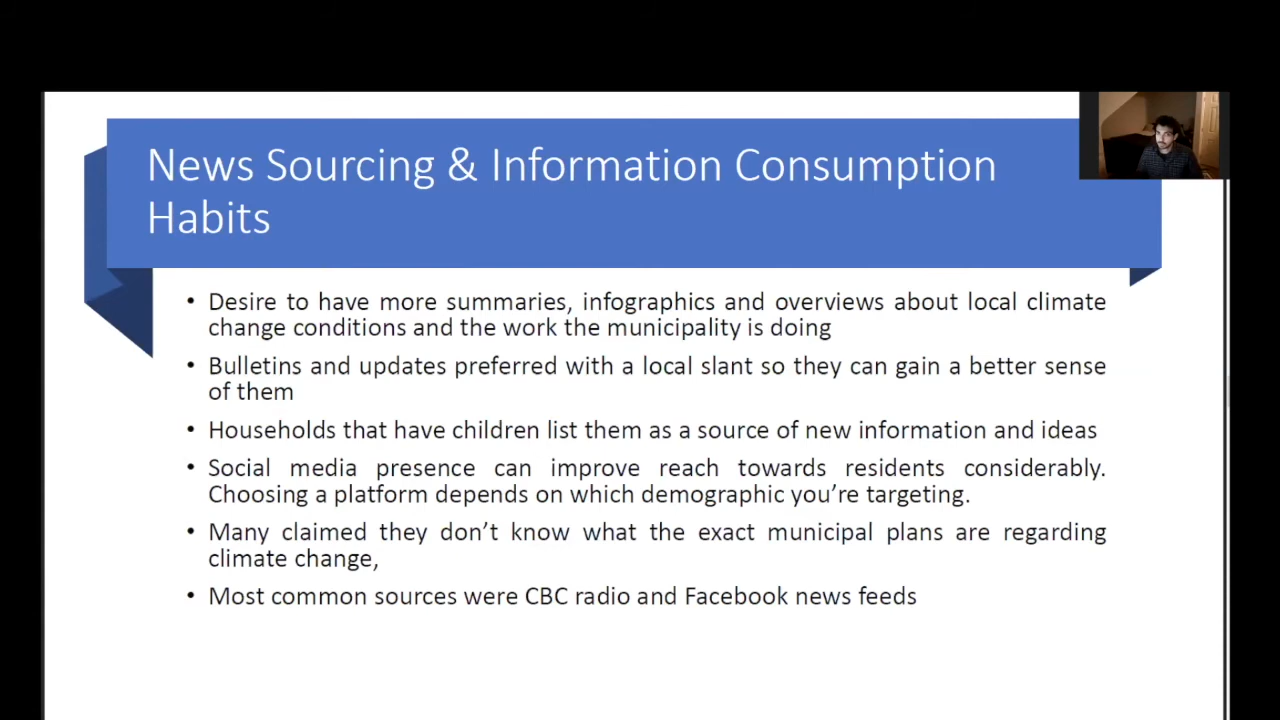 News Sourcing & Information Consumption
Habits
• Desire to have more summaries, infographics and overviews about local climate
change conditions and the work the municipality is doing
• Bulletins and updates preferred with a local slant so they can gain a better sense
of them
• Households that have children list them as a source of new information and ideas
• Social media presence can improve reach towards residents considerably.
Choosing a platform depends on which demographic you’re targeting.
• Many claimed they don’t know what the exact municipal plans are regarding
climate change,
• Most common sources were CBC radio and Facebook news feeds